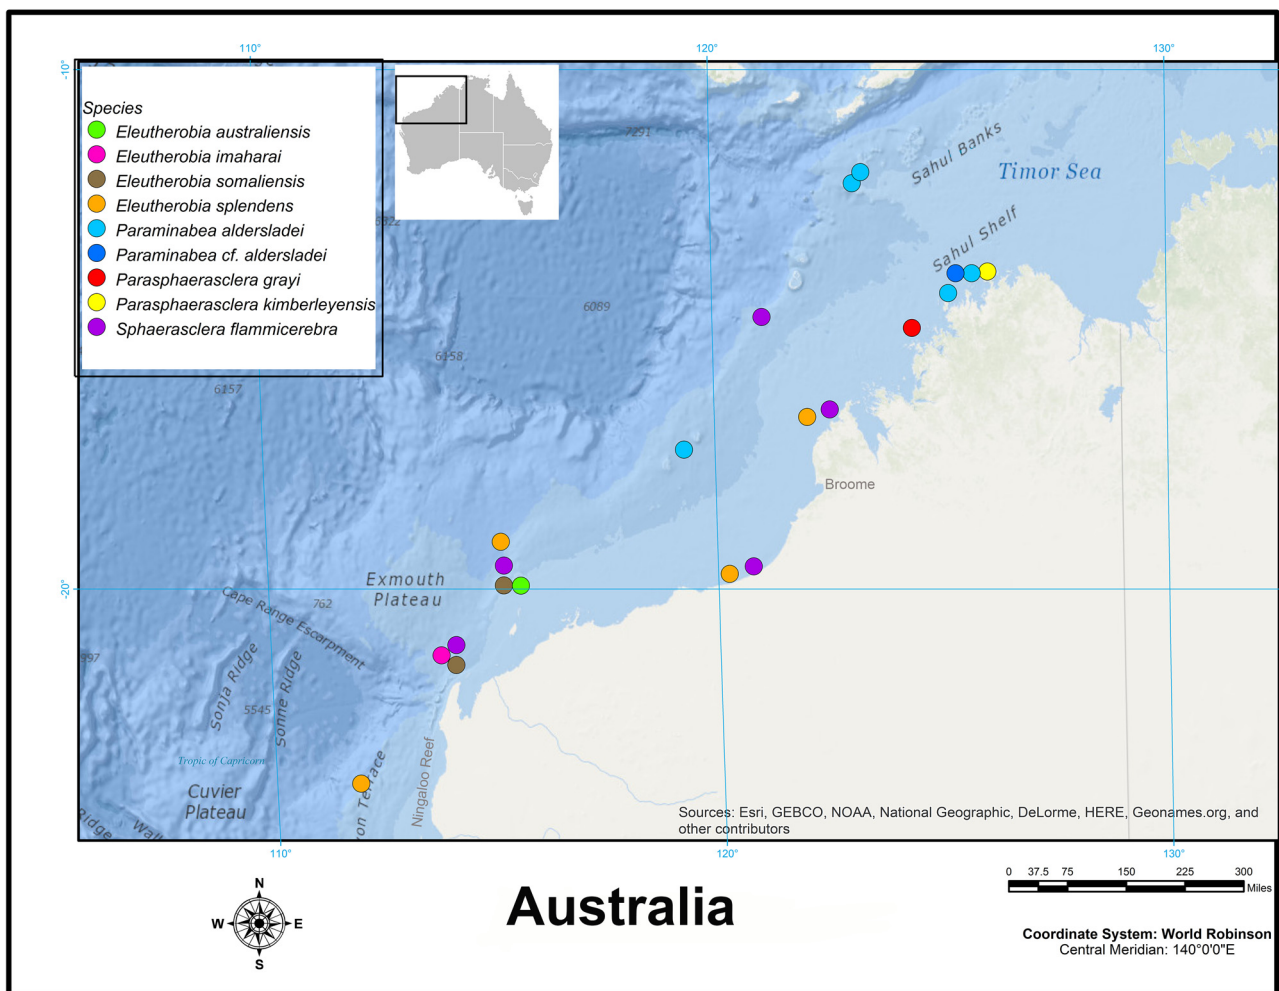 110°
120°
130°
-10°
Species
Eleutherobia australiensis
Eleutherobia imaharai
Eleutherobia somaliensis
Eleutherobia splendens
Paraminabea aldersladei
Paraminabea cf. aldersladei
Parasphaerasclera grayi
Parasphaerasclera kimberleyensis
Sphaerasclera flammicerebra
7291
Sahul Banks
Timor Sea
Sahul Shelf
6089
6158
6157
Broome
Exmouth
Plateau
-20°
762
Cape Range Escarpment
Sonja Ridge
Sonne Ridge
5545
Tropic of Capricorn
Cuvier
Plateau
Ridge
Ningaloo Reef
Sources: Esri, GEBCO, NOAA, National Geographic, DeLorme, HERE, Geonames.org, and
other contributors
110°
120°
130°
N
W
E
S
Australia
0 37.5 75 150 225 300
Miles
Coordinate System: World Robinson
Central Meridian: 140°0'0"E